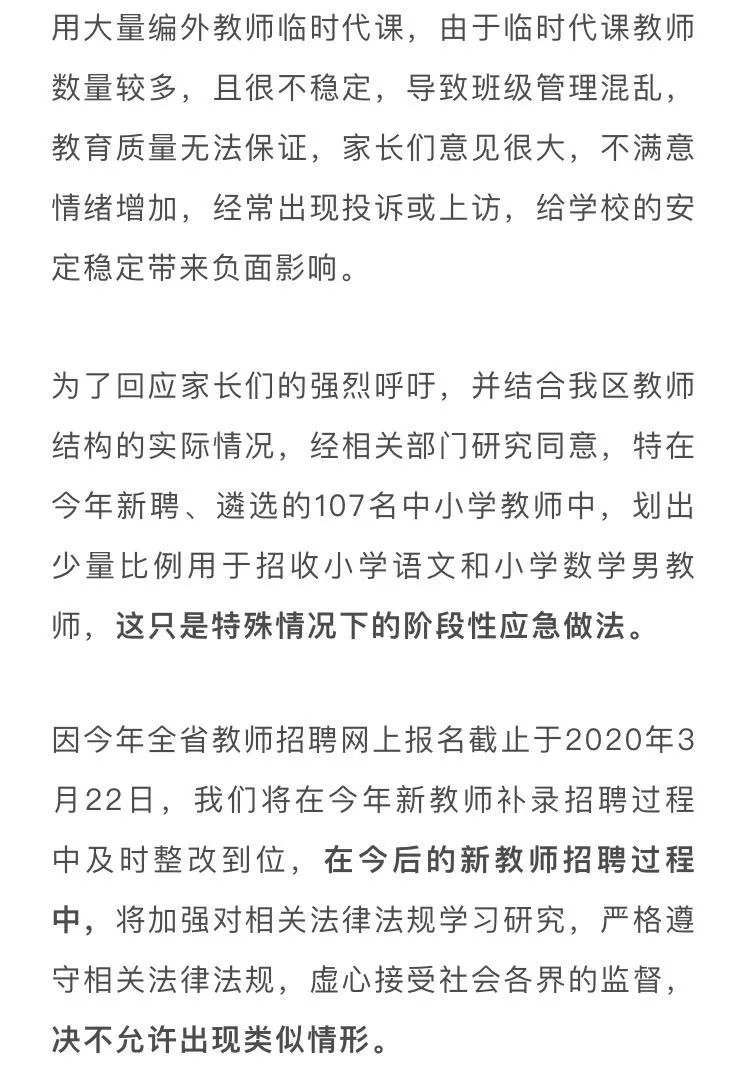 用大量编外教师临时代课，由于临时代课教师
数量较多，且很不稳定，导致班级管理混乱，
教育质量无法保证，家长们意见很大，不满意
情绪增加，经常出现投诉或上访，给学校的安
定稳定带来负面影响。
为了回应家长们的强烈呼吁，并结合我区教师
结构的实际情况，经相关部门研究同意，特在
今年新聘、遴选的107名中小学教师中，划出
少量比例用于招收小学语文和小学数学男教
师，这只是特殊情况下的阶段性应急做法。
因今年全省教师招聘网上报名截止于2020年3
月22日，我们将在今年新教师补录招聘过程
中及时整改到位，在今后的新教师招聘过程
中，将加强对相关法律法规学习研究，严格遵
守相关法律法规，虚心接受社会各界的监督，
决不允许出现类似情形。